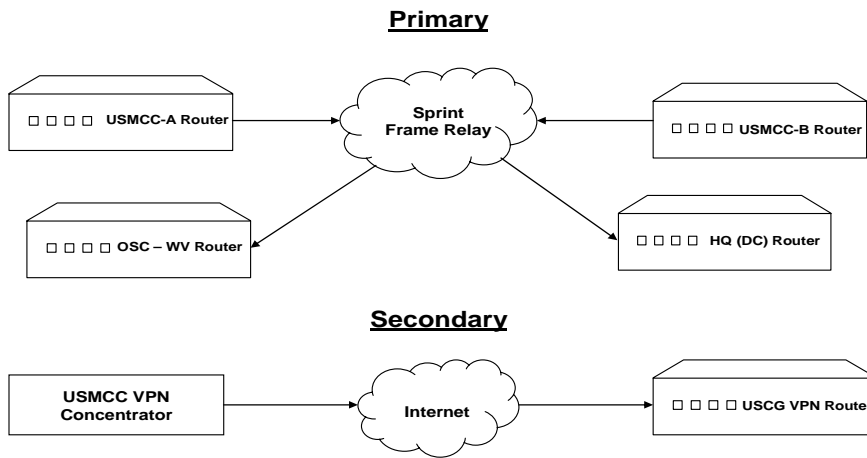 Primary
USMCC-A Router
Sprint
Frame Relay
USMCC-B Router
OSC – WV Router
HQ (DC) Router
Secondary
USMCC VPN
Concentrator
Internet
USCG VPN Route